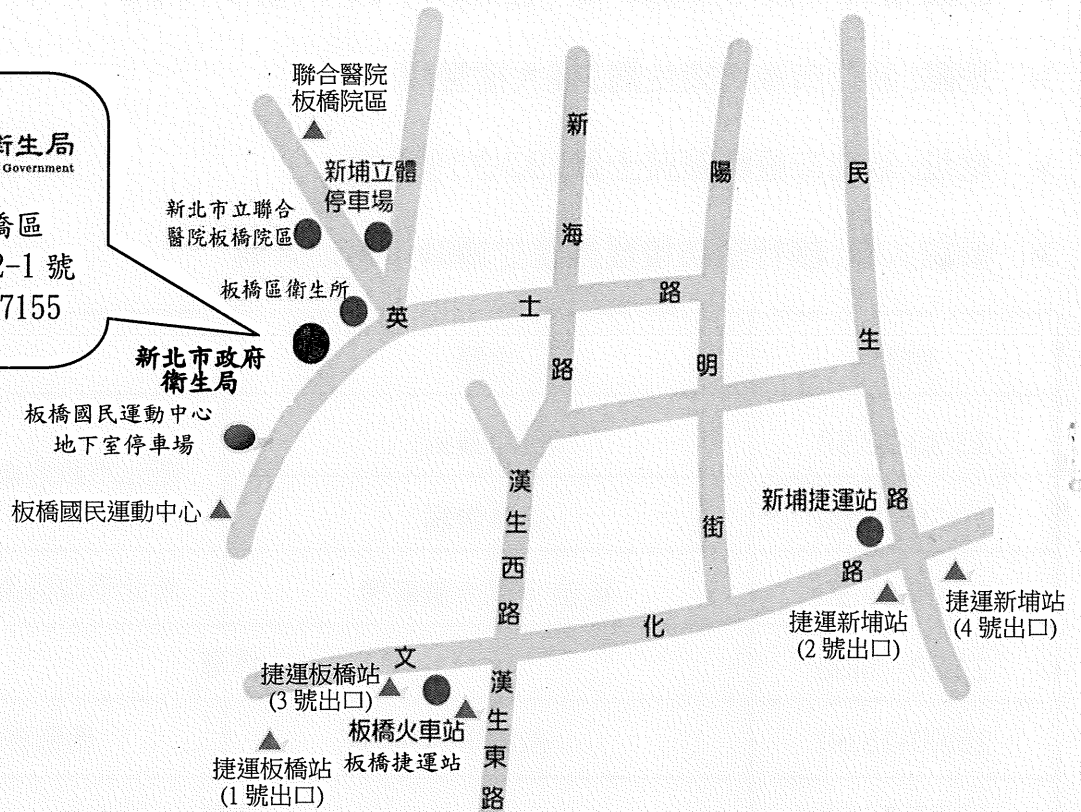 衛生局
Government
橋區
2-1 號
7155
聯合醫院
板橋院區
新埔立體
停車場
新北市立聯合
醫院板橋院區
板橋區衛生所
新北市政府
衛生局
板橋國民運動中心
地下室停車場
板橋國民運動中心
英士路
新海路
陽明街
民生路
漢生西路
新埔捷運站
文化路
捷運新埔站
(2 號出口)
捷運新埔站
(4 號出口)
捷運板橋站
(3 號出口)
板橋火車站
板橋捷運站
漢生東路
捷運板橋站
(1 號出口)